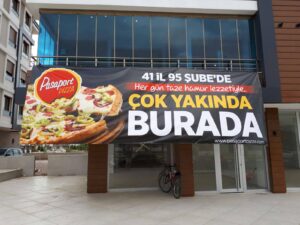 Pasaport
PIZZA
41 İL 95 ŞUBE'DE
Her gün taze hamur lezzetiyle..
ÇOK YAKINDA
BURADA
www.pasaportpizza.com